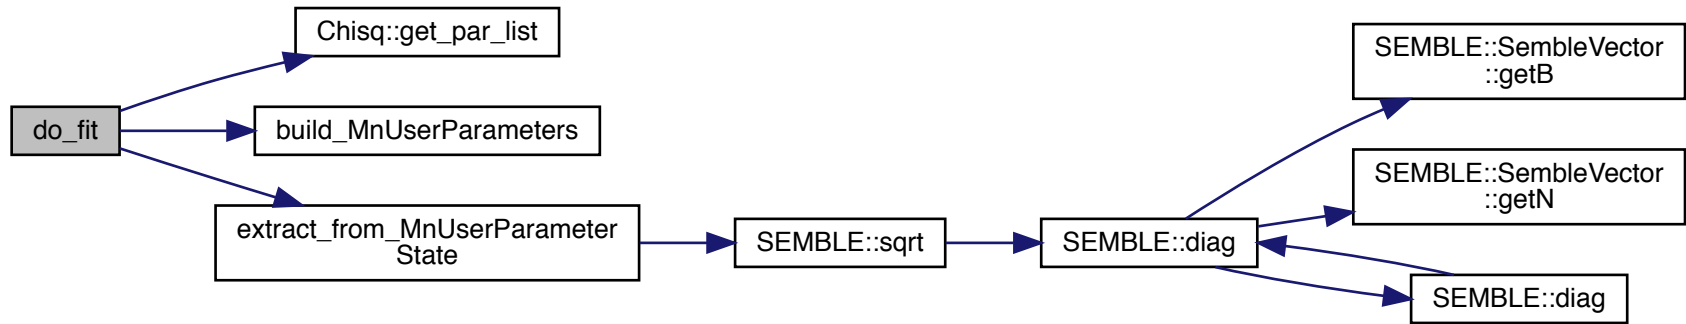 do_fit
Chisq::get_par_list
build_MnUserParameters
extract_from_MnUserParameter
State
SEMBLE::sqrt
SEMBLE::diag
SEMBLE::SembleVector
::getB
SEMBLE::SembleVector
::getN
SEMBLE::diag